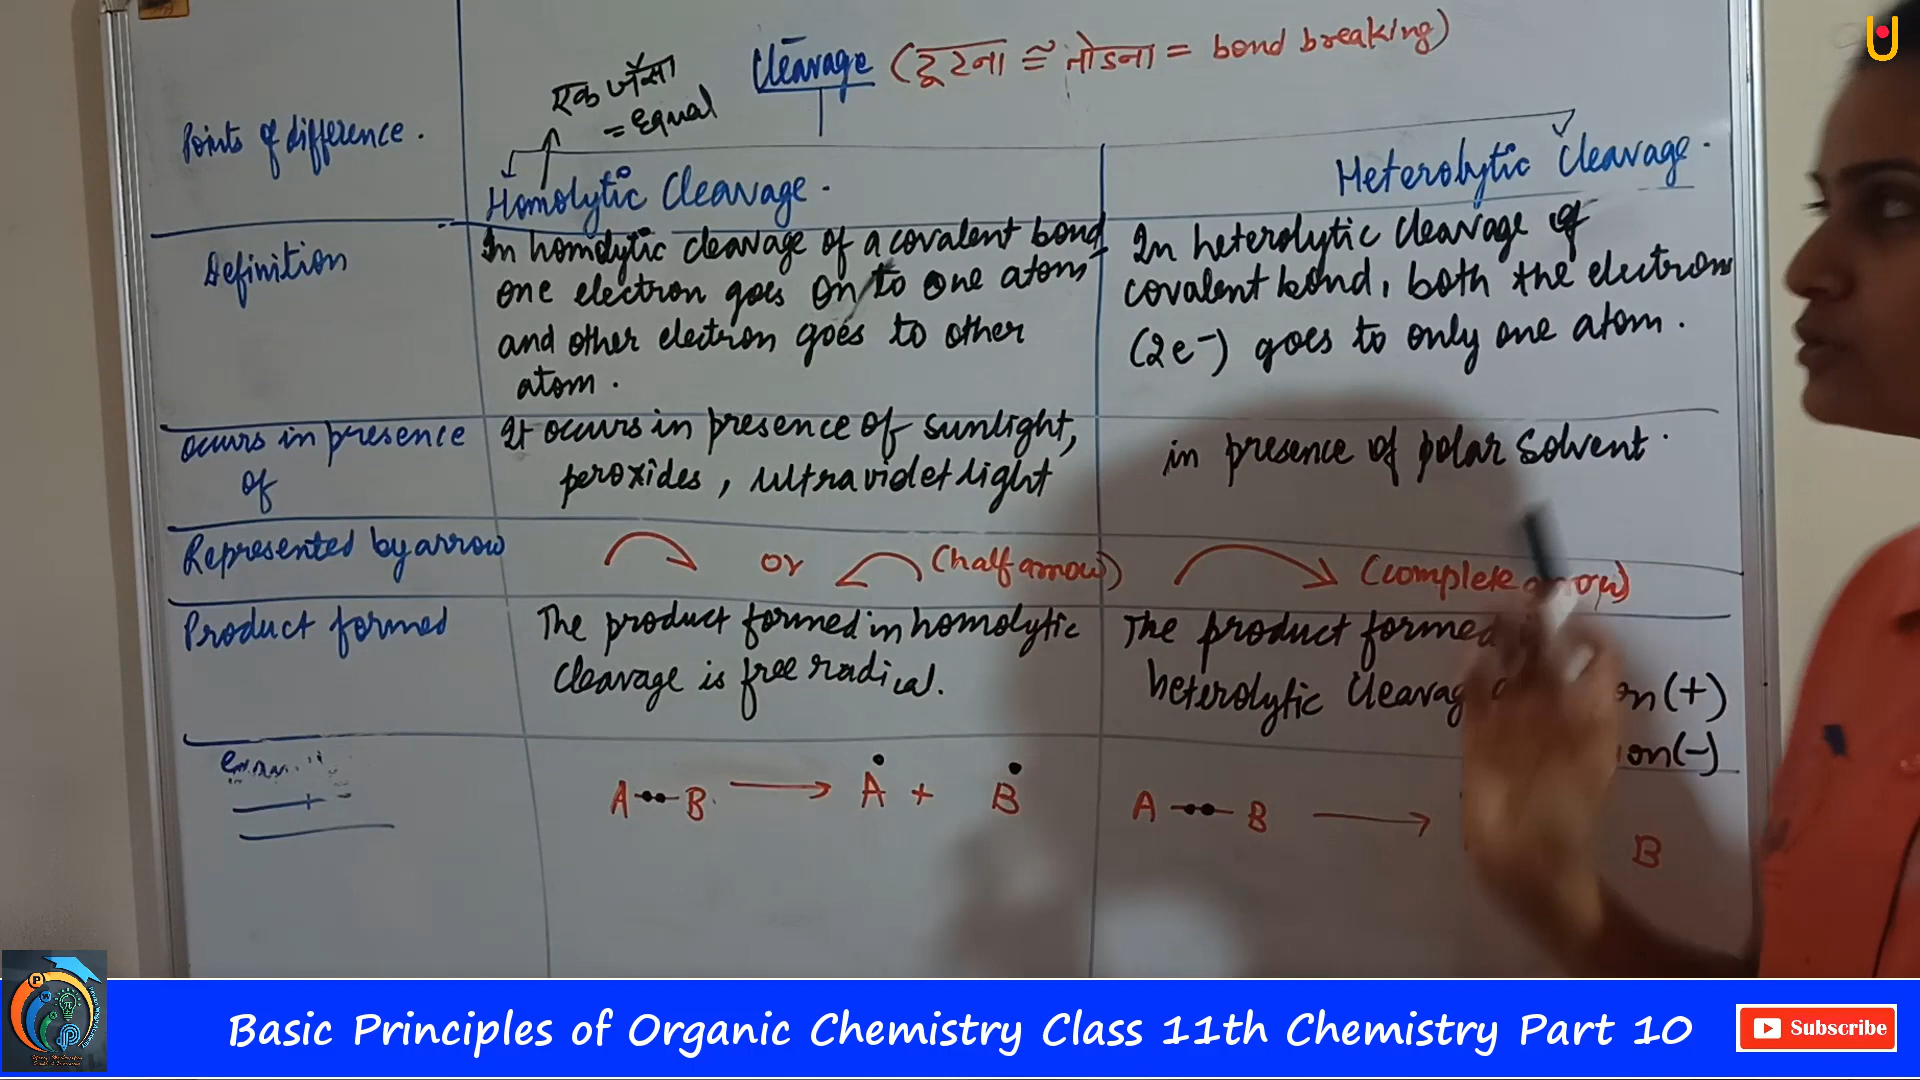 Cleavage (टूटना ≅ तोडना = bond breaking)
एक जैसा
= equal
Points of difference.
Homolytic Cleavage.
Heterolytic Cleavage.
Definition
In homolytic cleavage of a covalent bond
one electron goes on to one atom
and other electron goes to other
atom.
In heterolytic cleavage of
covalent bond, both the electrons
(2e⁻) goes to only one atom.
occurs in presence
of
It occurs in presence of sunlight,
peroxides, ultraviolet light
in presence of polar solvent.
Represented by arrow
or (half arrow)
(complete arrow)
Product formed
The product formed in homolytic
cleavage is free radical.
The product formed
heterolytic cleavage
(+)
(-)
A •• B → Ȧ + Ḃ
A •• B → B
Basic Principles of Organic Chemistry Class 11th Chemistry Part 10
Subscribe